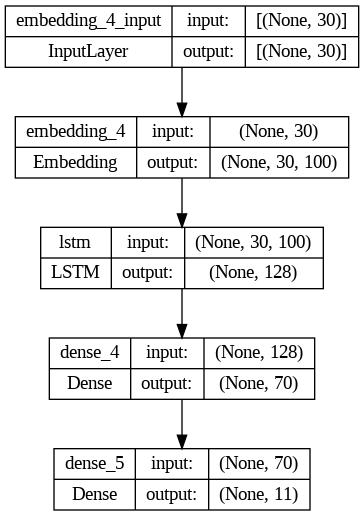 embedding_4_input input: [(None, 30)]
InputLayer output: [(None, 30)]
embedding_4 input: (None, 30)
Embedding output: (None, 30, 100)
lstm input: (None, 30, 100)
LSTM output: (None, 128)
dense_4 input: (None, 128)
Dense output: (None, 70)
dense_5 input: (None, 70)
Dense output: (None, 11)